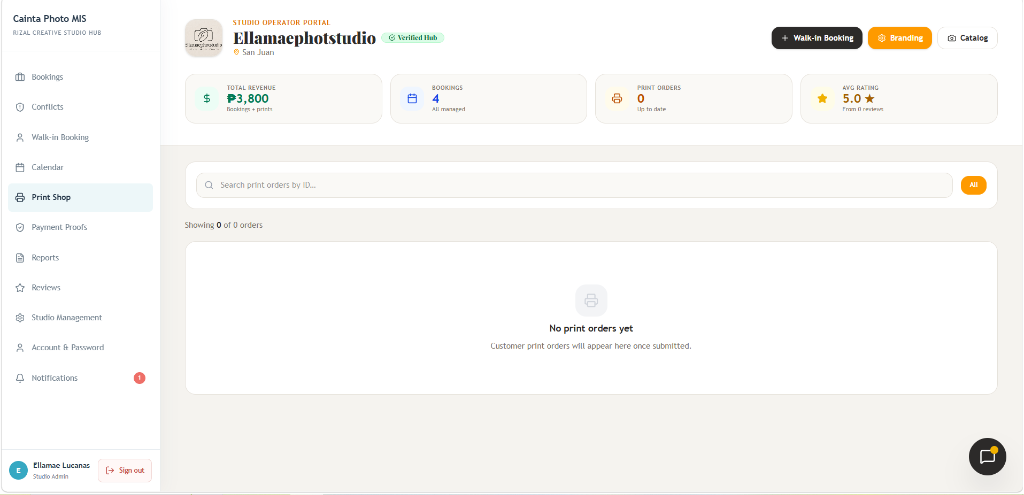 Cainta Photo MIS
RIZAL CREATIVE STUDIO HUB
Bookings
Conflicts
Walk-in Booking
Calendar
Print Shop
Payment Proofs
Reports
Reviews
Studio Management
Account & Password
Notifications
1
E
Ellamae Lucanas
Studio Admin
Sign out
STUDIO OPERATOR PORTAL
Ellamaephotstudio
Verified Hub
San Juan
Walk-in Booking
Branding
Catalog
TOTAL REVENUE
₱3,800
Bookings + prints
BOOKINGS
4
All managed
PRINT ORDERS
0
Up to date
AVG RATING
5.0 ★
From 0 reviews
Search print orders by ID...
All
Showing 0 of 0 orders
No print orders yet
Customer print orders will appear here once submitted.